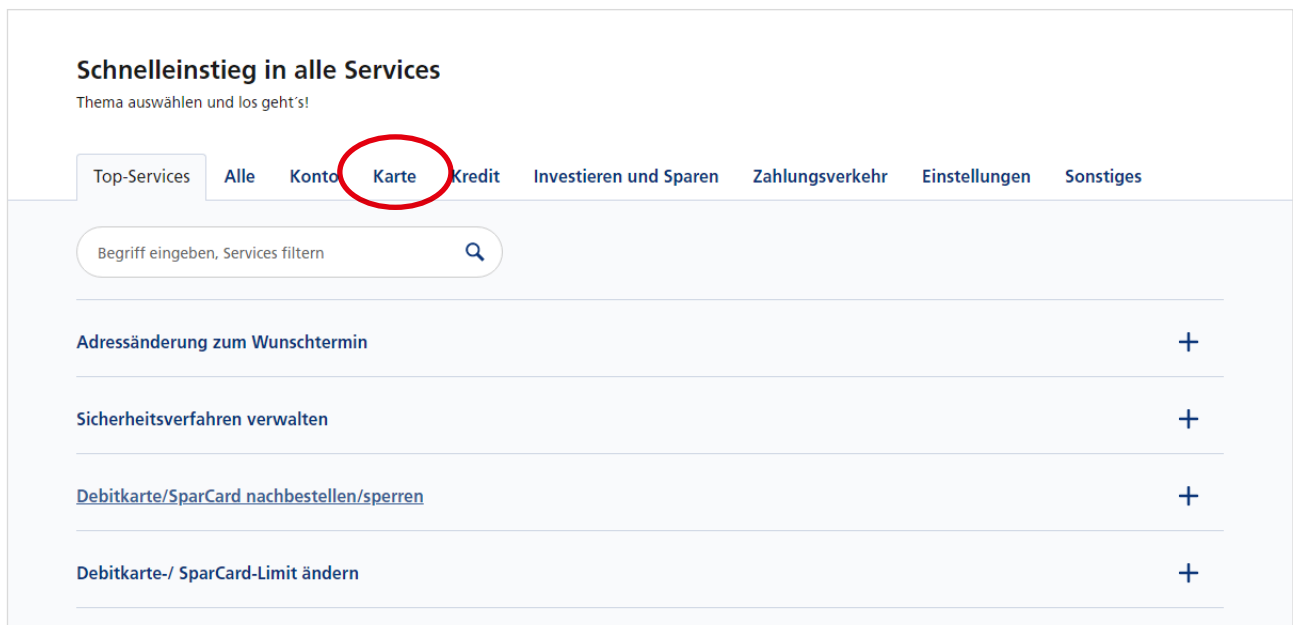 Schnelleinstieg in alle Services
Thema auswählen und los geht´s!
Top-Services Alle Konto Karte Kredit Investieren und Sparen Zahlungsverkehr Einstellungen Sonstiges
Begriff eingeben, Services filtern
Adressänderung zum Wunschtermin
Sicherheitsverfahren verwalten
Debitkarte/SparCard nachbestellen/sperren
Debitkarte-/ SparCard-Limit ändern